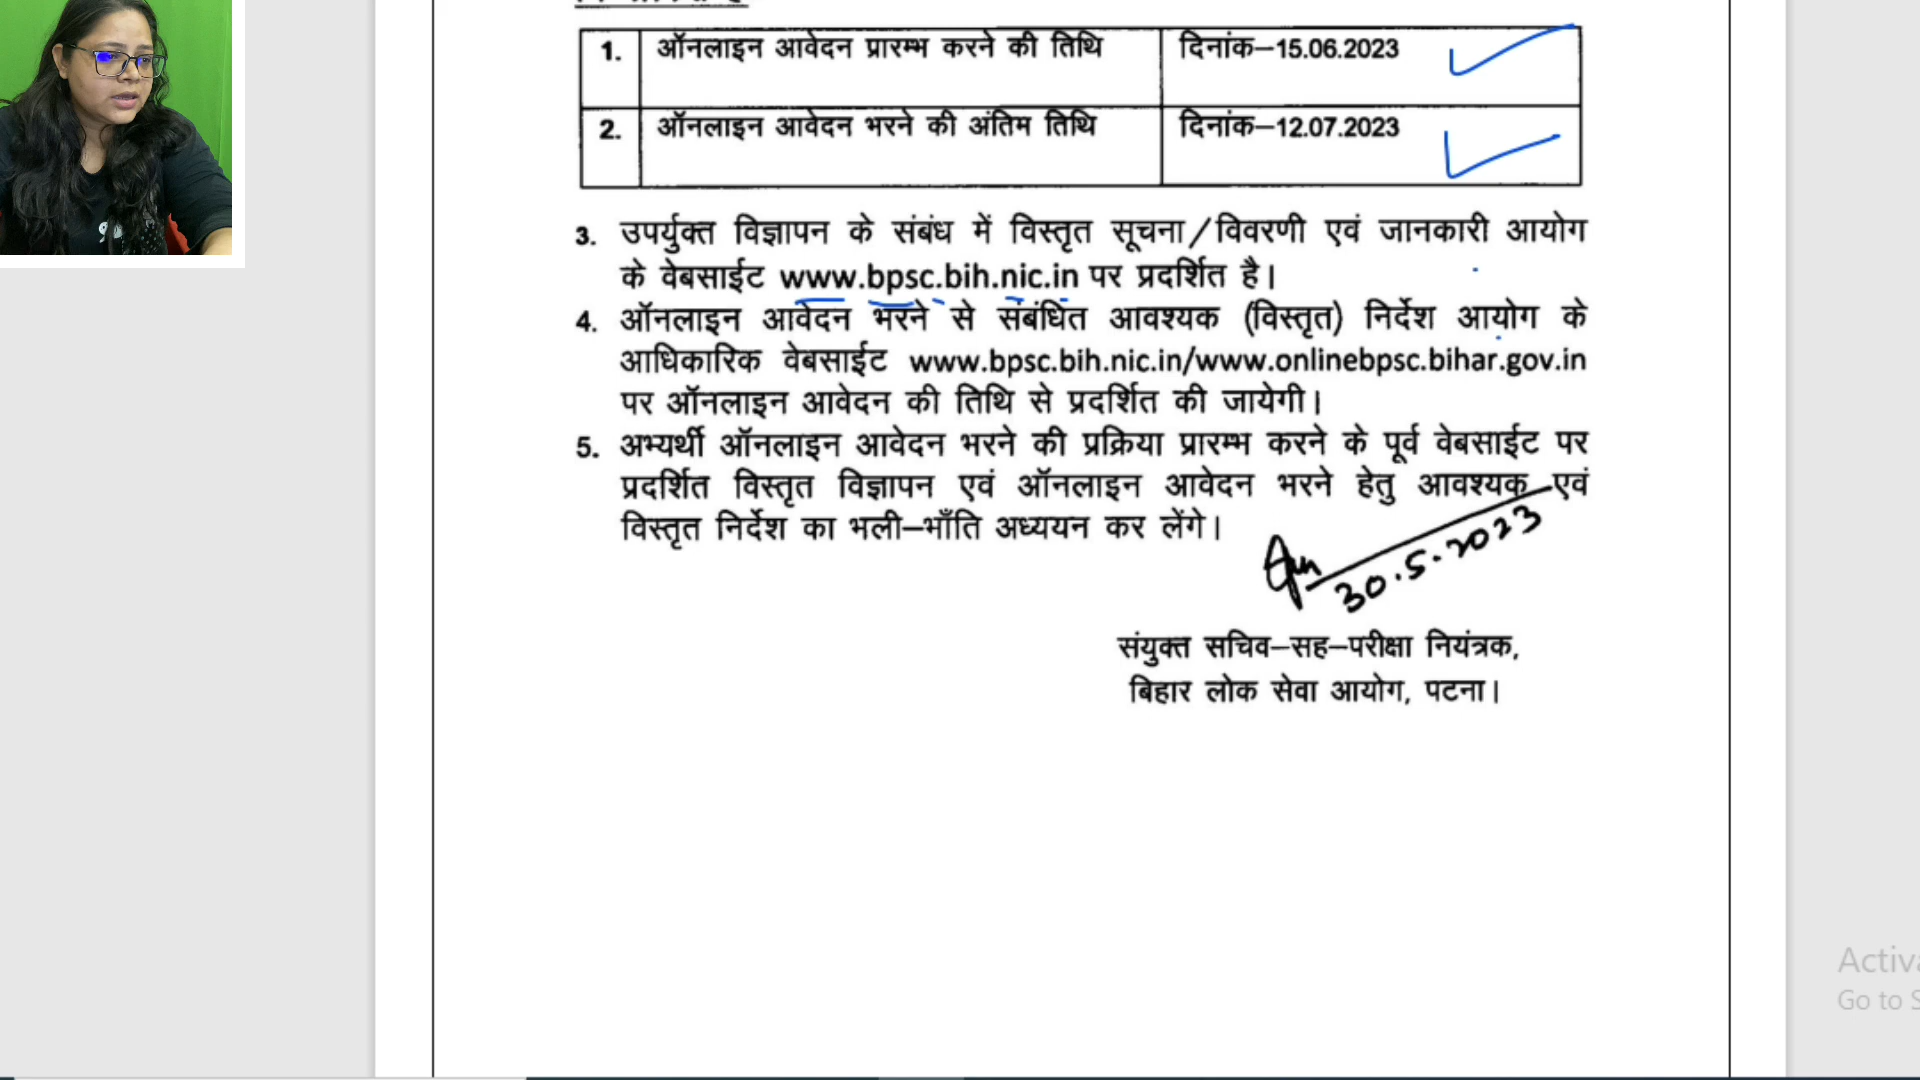 1. ऑनलाइन आवेदन प्रारम्भ करने की तिथि दिनांक–15.06.2023
2. ऑनलाइन आवेदन भरने की अंतिम तिथि दिनांक–12.07.2023
3. उपर्युक्त विज्ञापन के संबंध में विस्तृत सूचना/विवरणी एवं जानकारी आयोग
के वेबसाईट www.bpsc.bih.nic.in पर प्रदर्शित है।
4. ऑनलाइन आवेदन भरने से संबंधित आवश्यक (विस्तृत) निर्देश आयोग के
आधिकारिक वेबसाईट www.bpsc.bih.nic.in/www.onlinebpsc.bihar.gov.in
पर ऑनलाइन आवेदन की तिथि से प्रदर्शित की जायेगी।
5. अभ्यर्थी ऑनलाइन आवेदन भरने की प्रक्रिया प्रारम्भ करने के पूर्व वेबसाईट पर
प्रदर्शित विस्तृत विज्ञापन एवं ऑनलाइन आवेदन भरने हेतु आवश्यक एवं
विस्तृत निर्देश का भली–भाँति अध्ययन कर लेंगे।
30.5.2023
संयुक्त सचिव–सह–परीक्षा नियंत्रक,
बिहार लोक सेवा आयोग, पटना।
Activ
Go to S